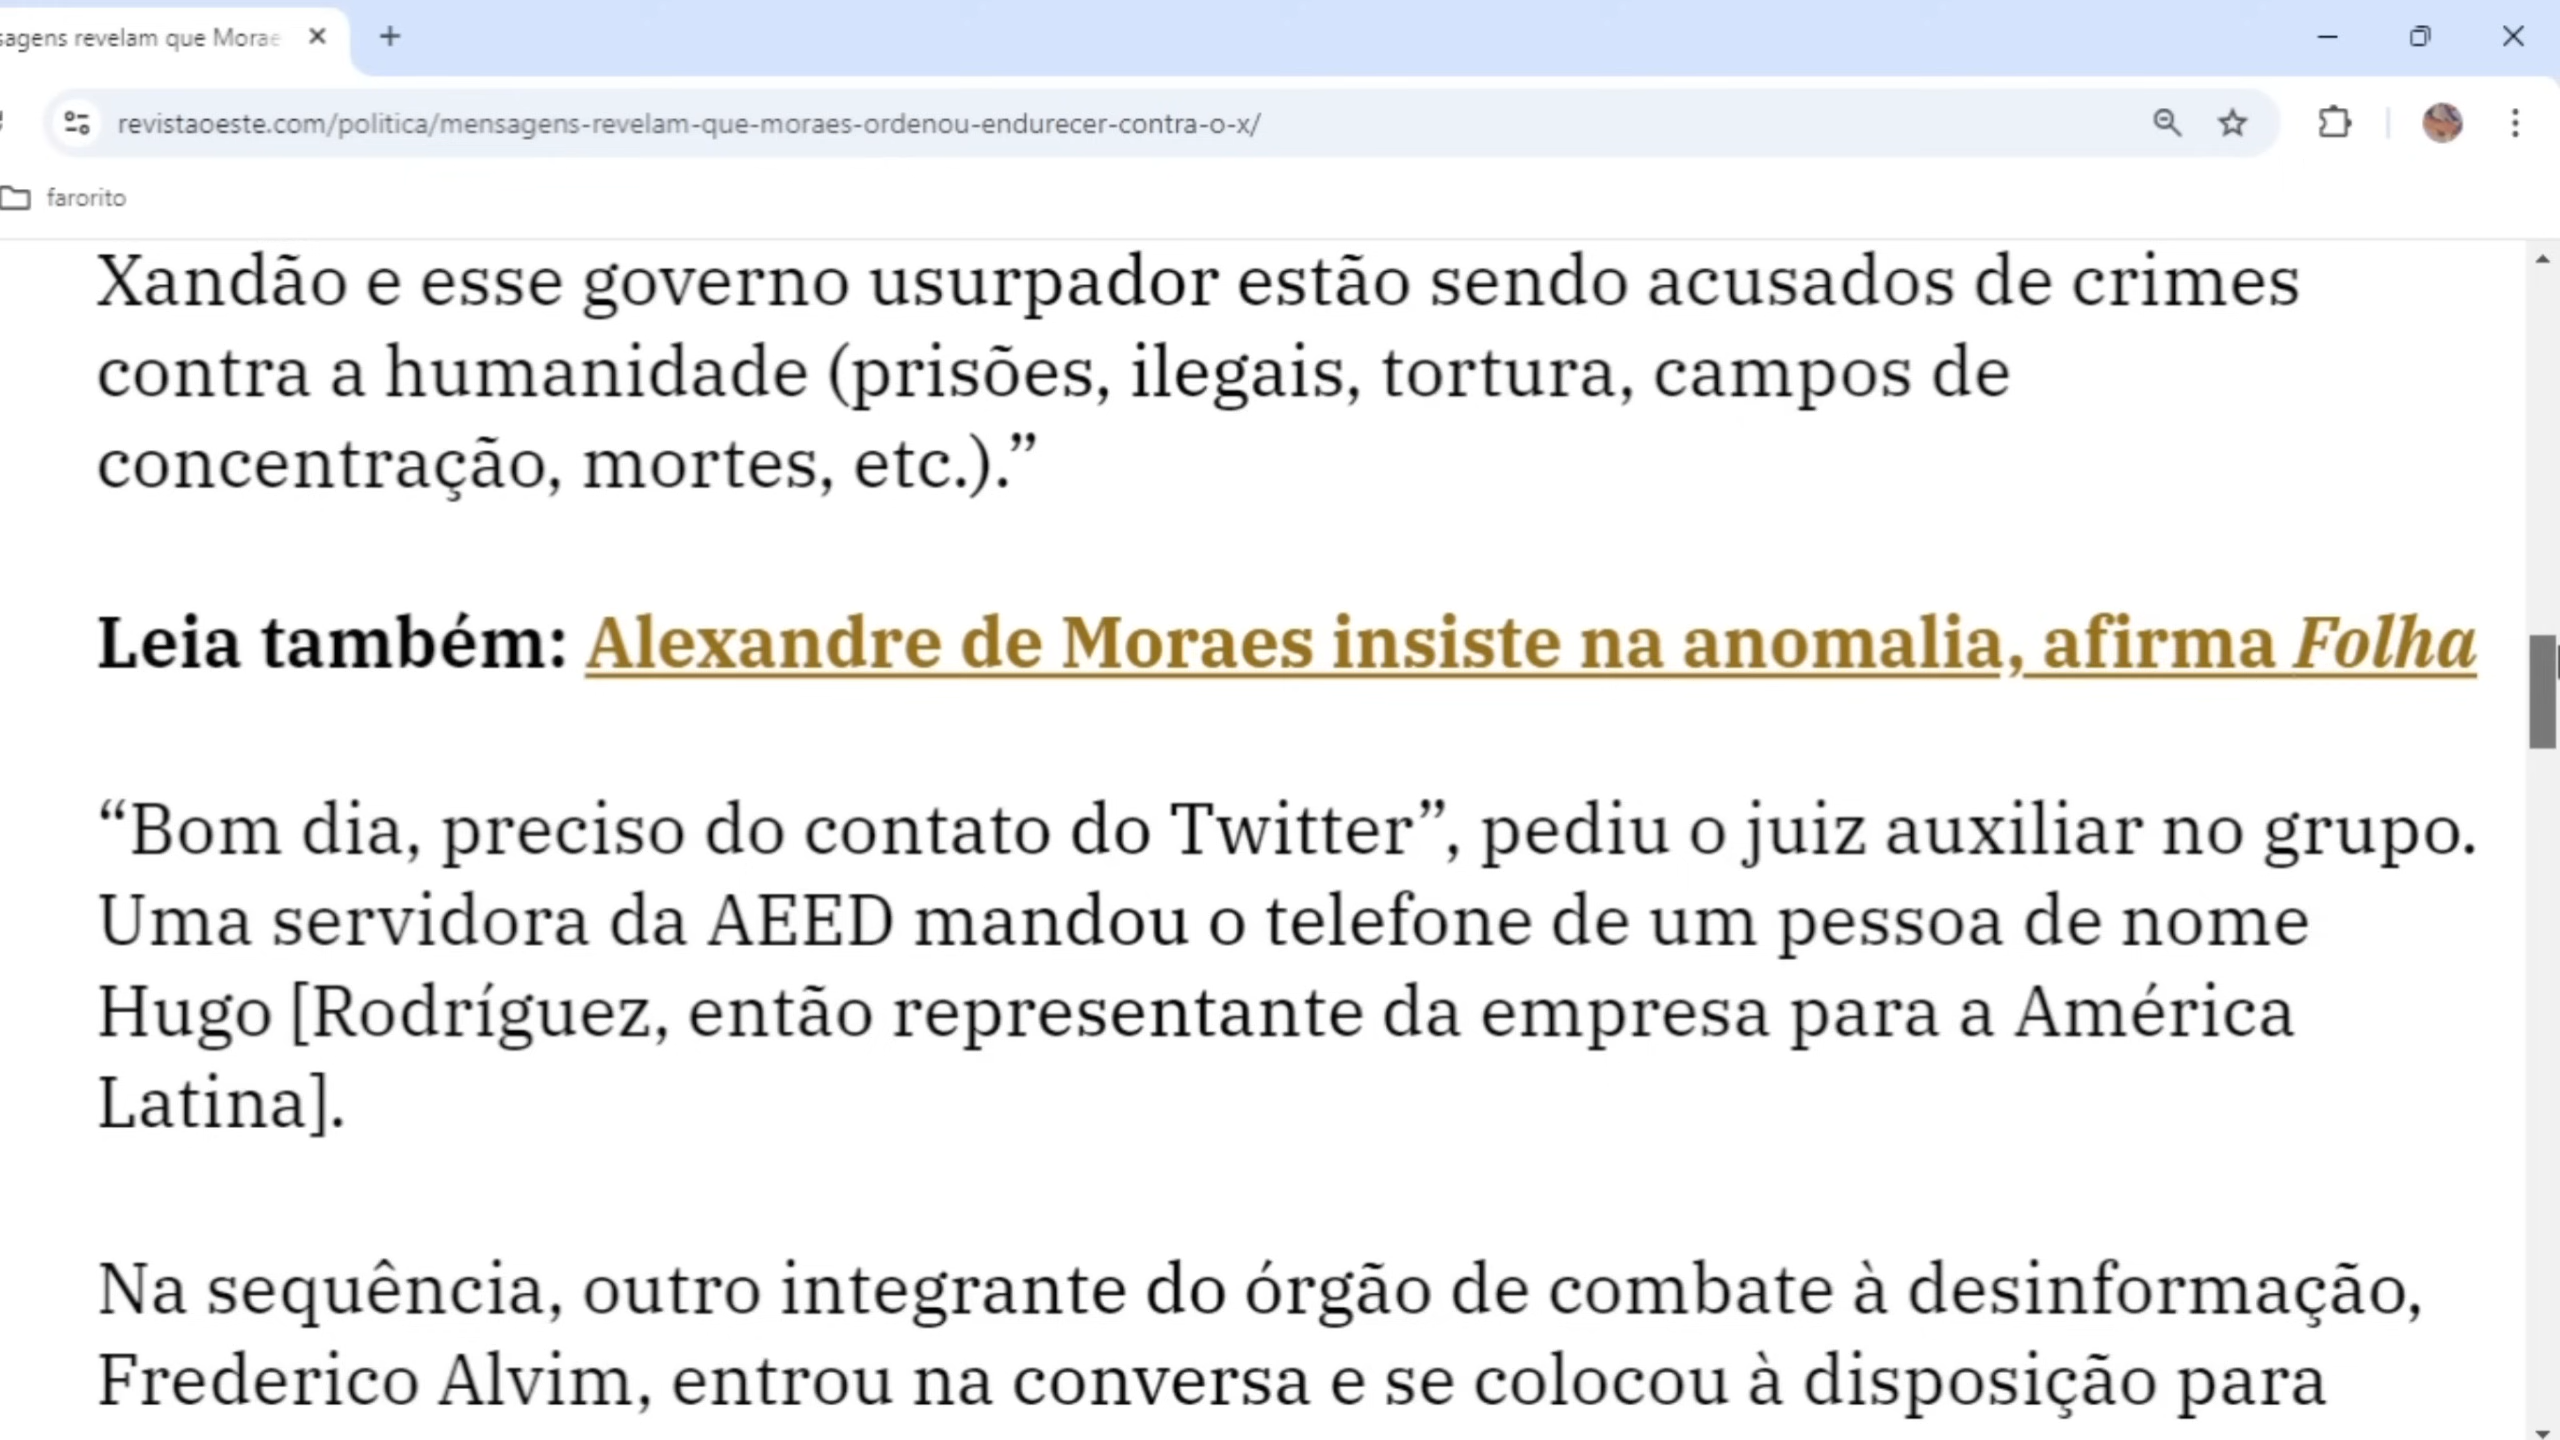 sagens revelam que Morae
revistaoeste.com/politica/mensagens-revelam-que-moraes-ordenou-endurecer-contra-o-x/
farorito
Xandão e esse governo usurpador estão sendo acusados de crimes
contra a humanidade (prisões, ilegais, tortura, campos de
concentração, mortes, etc.).”
Leia também: Alexandre de Moraes insiste na anomalia, afirma Folha
“Bom dia, preciso do contato do Twitter”, pediu o juiz auxiliar no grupo.
Uma servidora da AEED mandou o telefone de um pessoa de nome
Hugo [Rodríguez, então representante da empresa para a América
Latina].
Na sequência, outro integrante do órgão de combate à desinformação,
Frederico Alvim, entrou na conversa e se colocou à disposição para